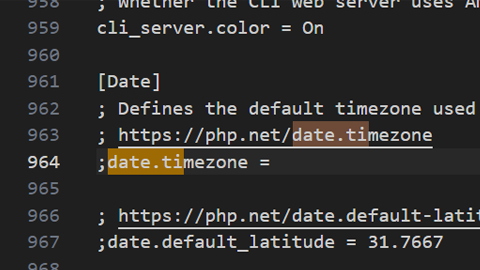 958 ; Whether the CLI web server uses
959 cli_server.color = On
960
961 [Date]
962 ; Defines the default timezone used
963 ; https://php.net/date.timezone
964 ;date.timezone =
965
966 ; https://php.net/date.default-latit
967 ;date.default_latitude = 31.7667
968